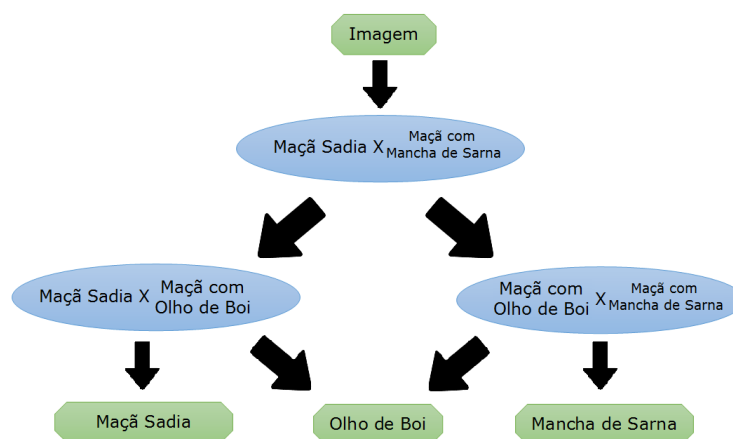 Imagem
Maçã Sadia X Maçã com
Mancha de Sarna
Maçã Sadia X Maçã com
Olho de Boi
Maçã com
Olho de Boi X Maçã com
Mancha de Sarna
Maçã Sadia
Olho de Boi
Mancha de Sarna